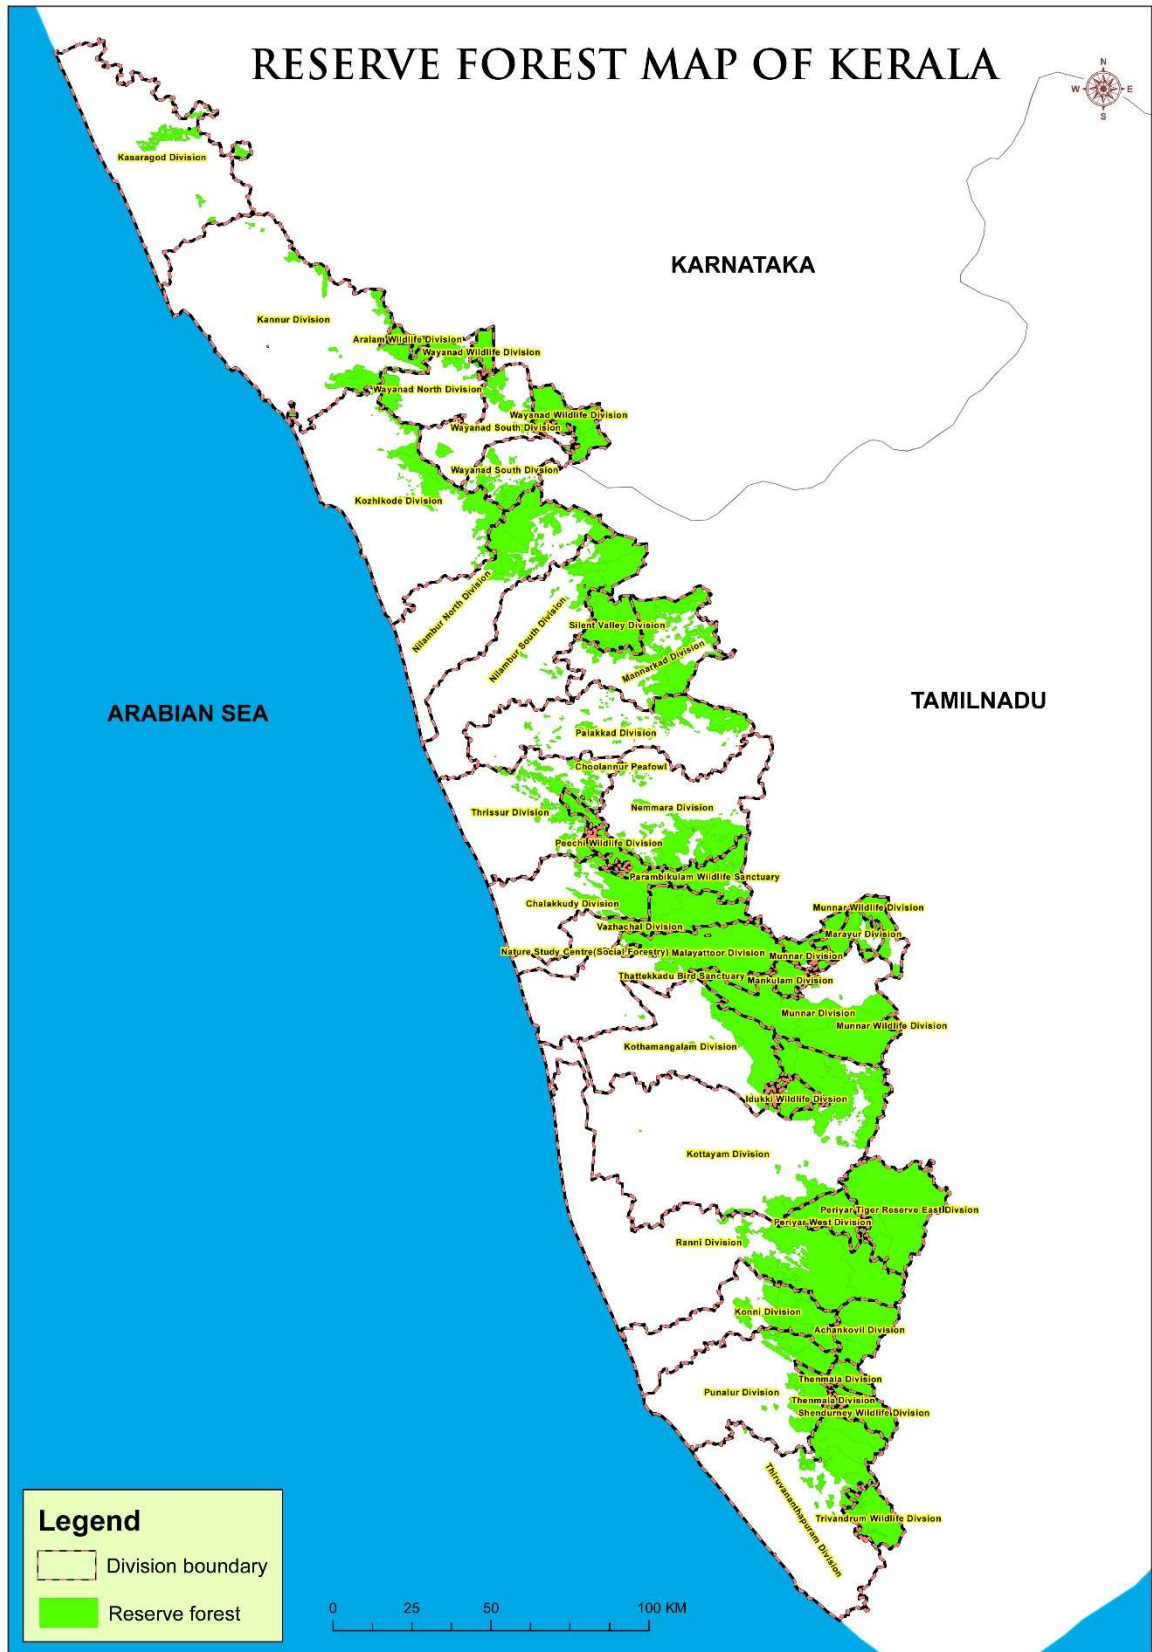 RESERVE FOREST MAP OF KERALA
N
W E
S
Kasaragod Division
KARNATAKA
Kannur Division
Aralam Wildlife Division
Wayanad Wildlife Division
Wayanad North Division
Wayanad Wildlife Division
Wayanad South Division
Wayanad South Divsion
Kozhikode Division
Nilambur North Division
Nilambur South Division
Silent Valley Division
Mannarkad Division
ARABIAN SEA
TAMILNADU
Palakkad Division
Choolannur Peafowl
Thrissur Division
Nemmara Division
Peechi Wildlife Division
Parambikulam Wildlife Sanctuary
Chalakkudy Division
Munnar Wildlife Division
Vazhachal Division
Marayur Division
Nature Study Centre(Social Forestry)
Malayattoor Division
Munnar Division
Thattekkadu Bird Sanctuary
Mankulam Division
Munnar Division
Munnar Wildlife Division
Kothamangalam Division
Idukki Wildlife Divsion
Kottayam Division
Periyar Tiger Reserve East Divsion
Periyar West Division
Ranni Division
Konni Division
Achankovil Division
Thenmala Division
Punalur Division
Thenmala Division
Shendurney Wildlife Division
Thiruvananthapuram Division
Trivandrum Wildlife Divsion
Legend
Division boundary
Reserve forest
0 25 50 100 KM